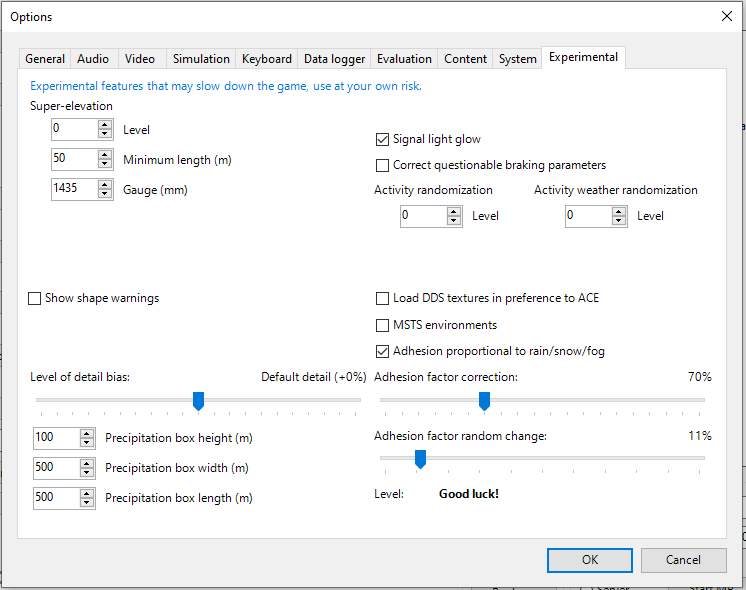 Options
General Audio Video Simulation Keyboard Data logger Evaluation Content System Experimental
Experimental features that may slow down the game, use at your own risk.
Super-elevation
0 Level
50 Minimum length (m)
1435 Gauge (mm)
Signal light glow
Correct questionable braking parameters
Activity randomization Activity weather randomization
0 Level 0 Level
Show shape warnings
Load DDS textures in preference to ACE
MSTS environments
Adhesion proportional to rain/snow/fog
Level of detail bias: Default detail (+0%)
Adhesion factor correction: 70%
100 Precipitation box height (m)
500 Precipitation box width (m)
500 Precipitation box length (m)
Adhesion factor random change: 11%
Level: Good luck!
OK Cancel